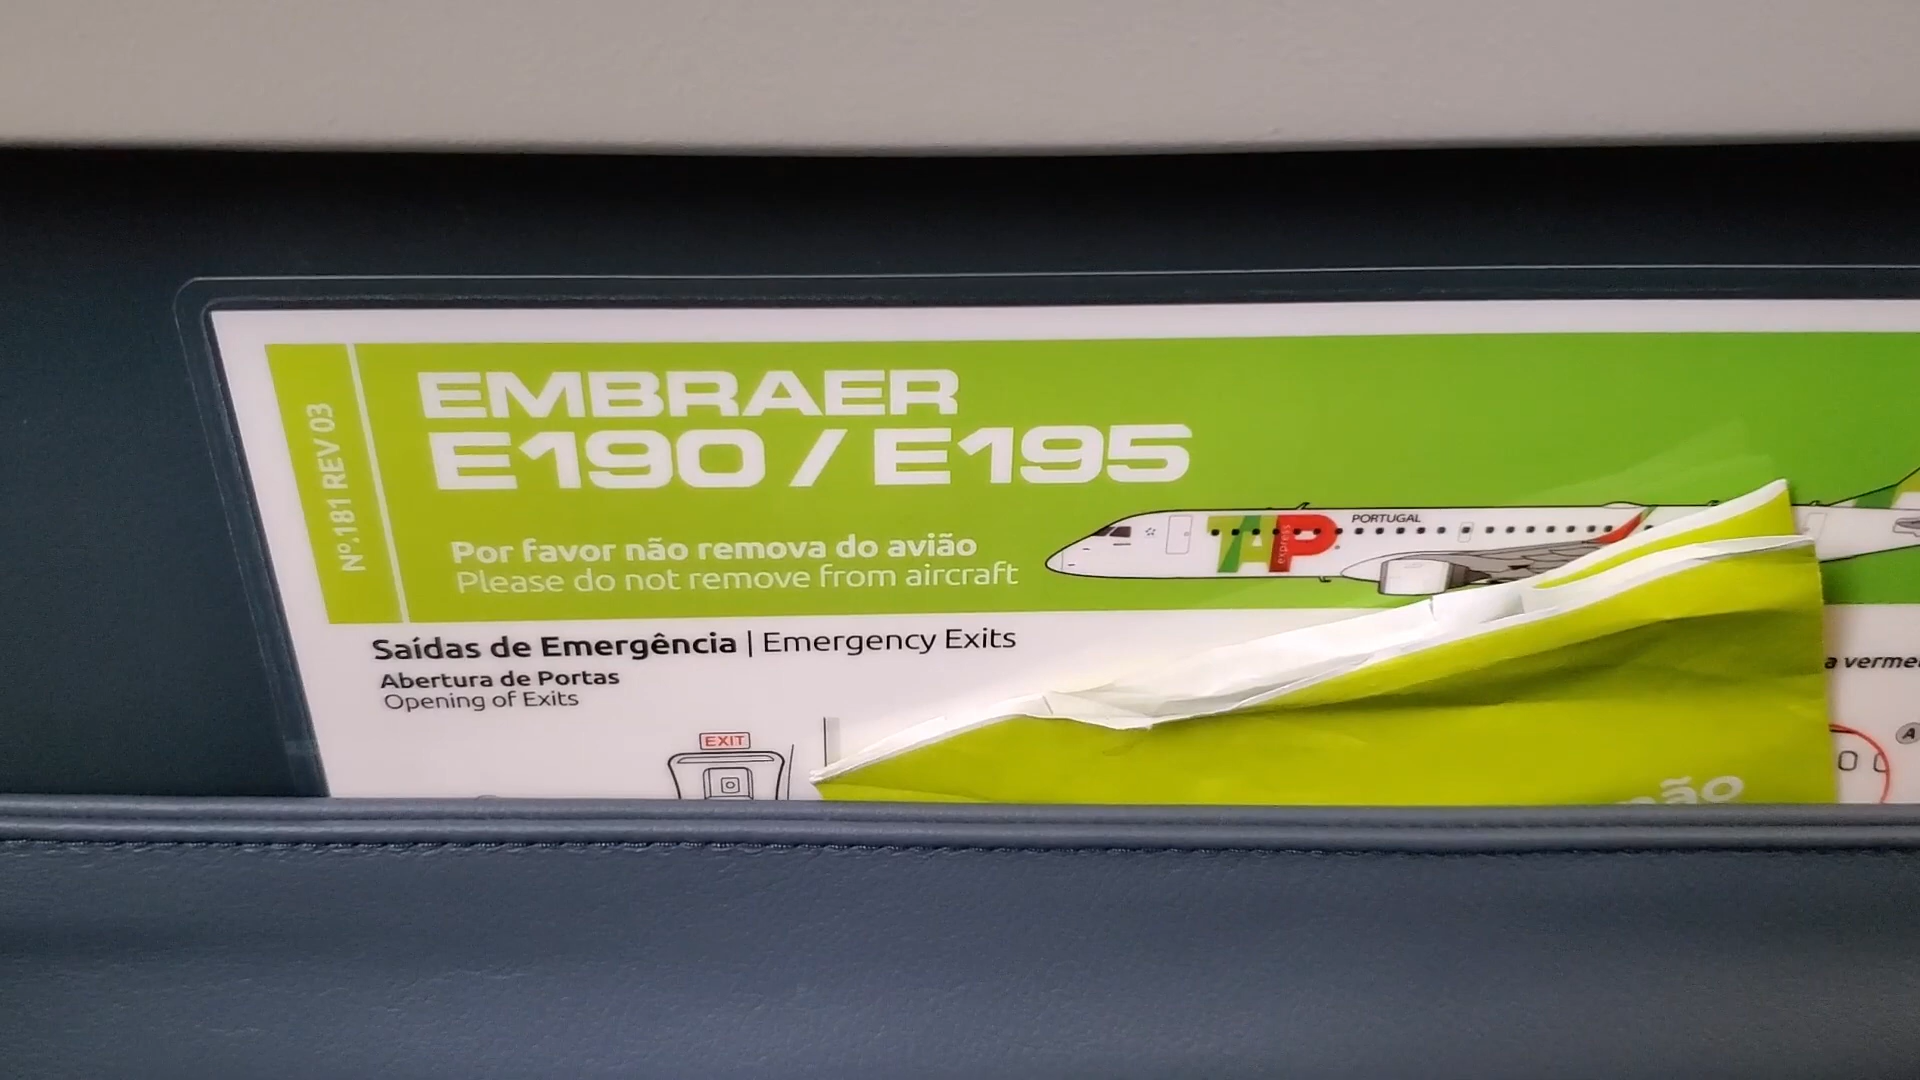 Nº.181 REV 03
EMBRAER
E190 / E195
Por favor não remova do avião
Please do not remove from aircraft
TAP express
PORTUGAL
Saídas de Emergência | Emergency Exits
Abertura de Portas
Opening of Exits
EXIT
a
A
não